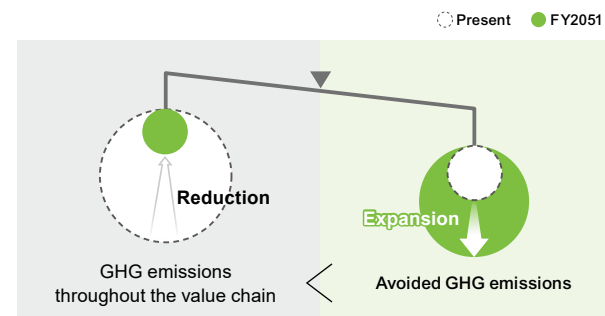 Present FY2051
Reduction
Expansion
GHG emissions
throughout the value chain
Avoided GHG emissions